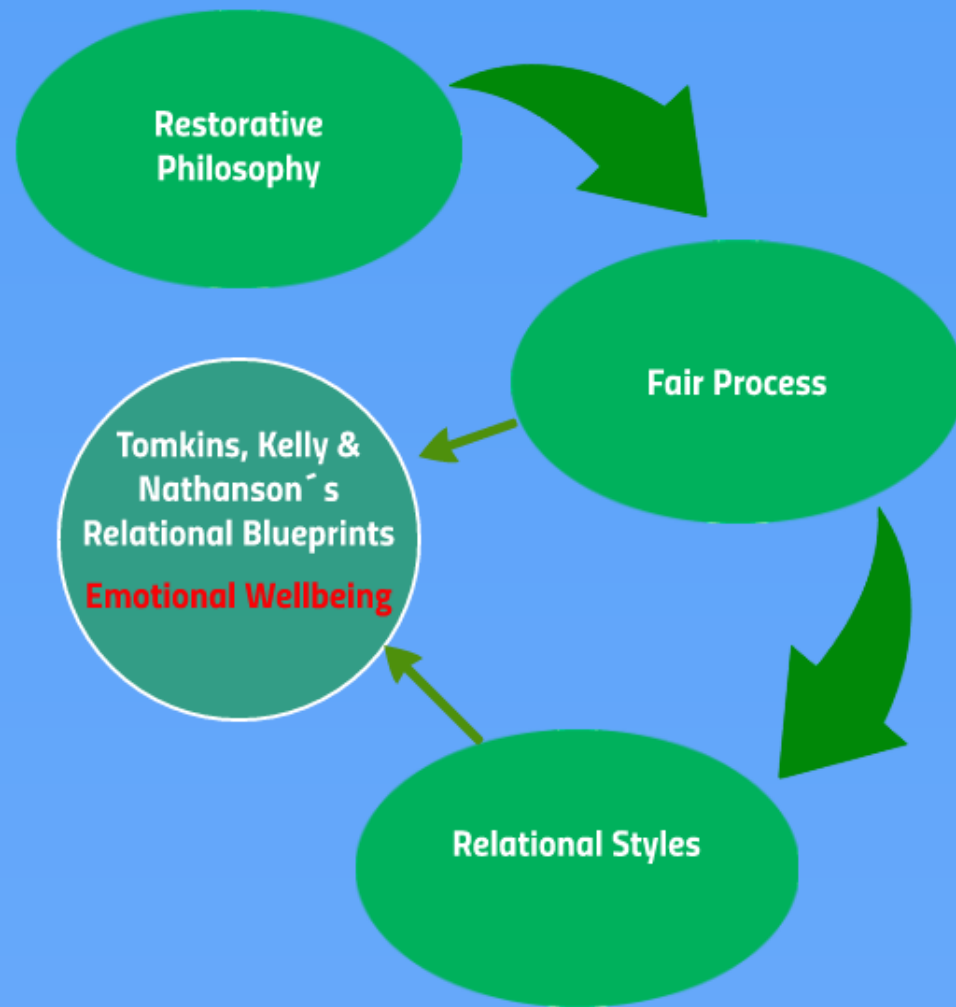 Restorative
Philosophy
Fair Process
Tomkins, Kelly &
Nathanson´s
Relational Blueprints
Emotional Wellbeing
Relational Styles